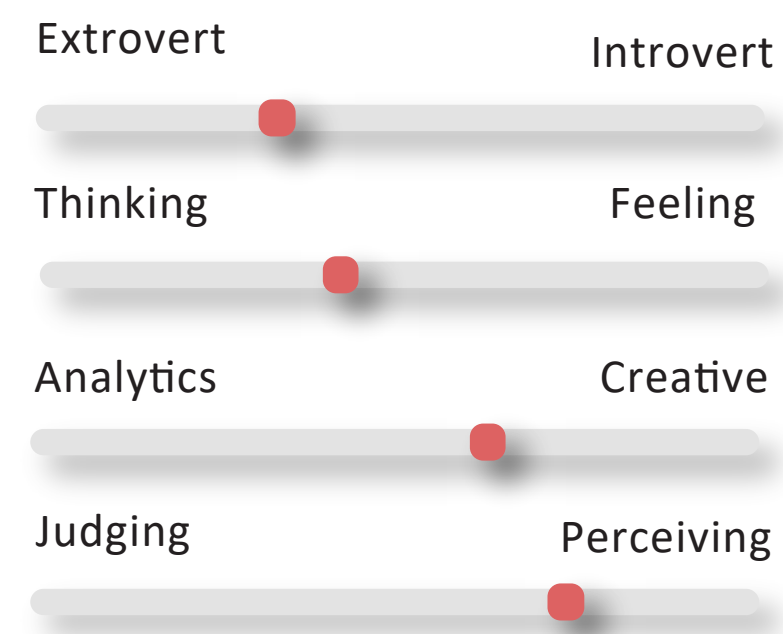 Extrovert Introvert
Thinking Feeling
Analytics Creative
Judging Perceiving